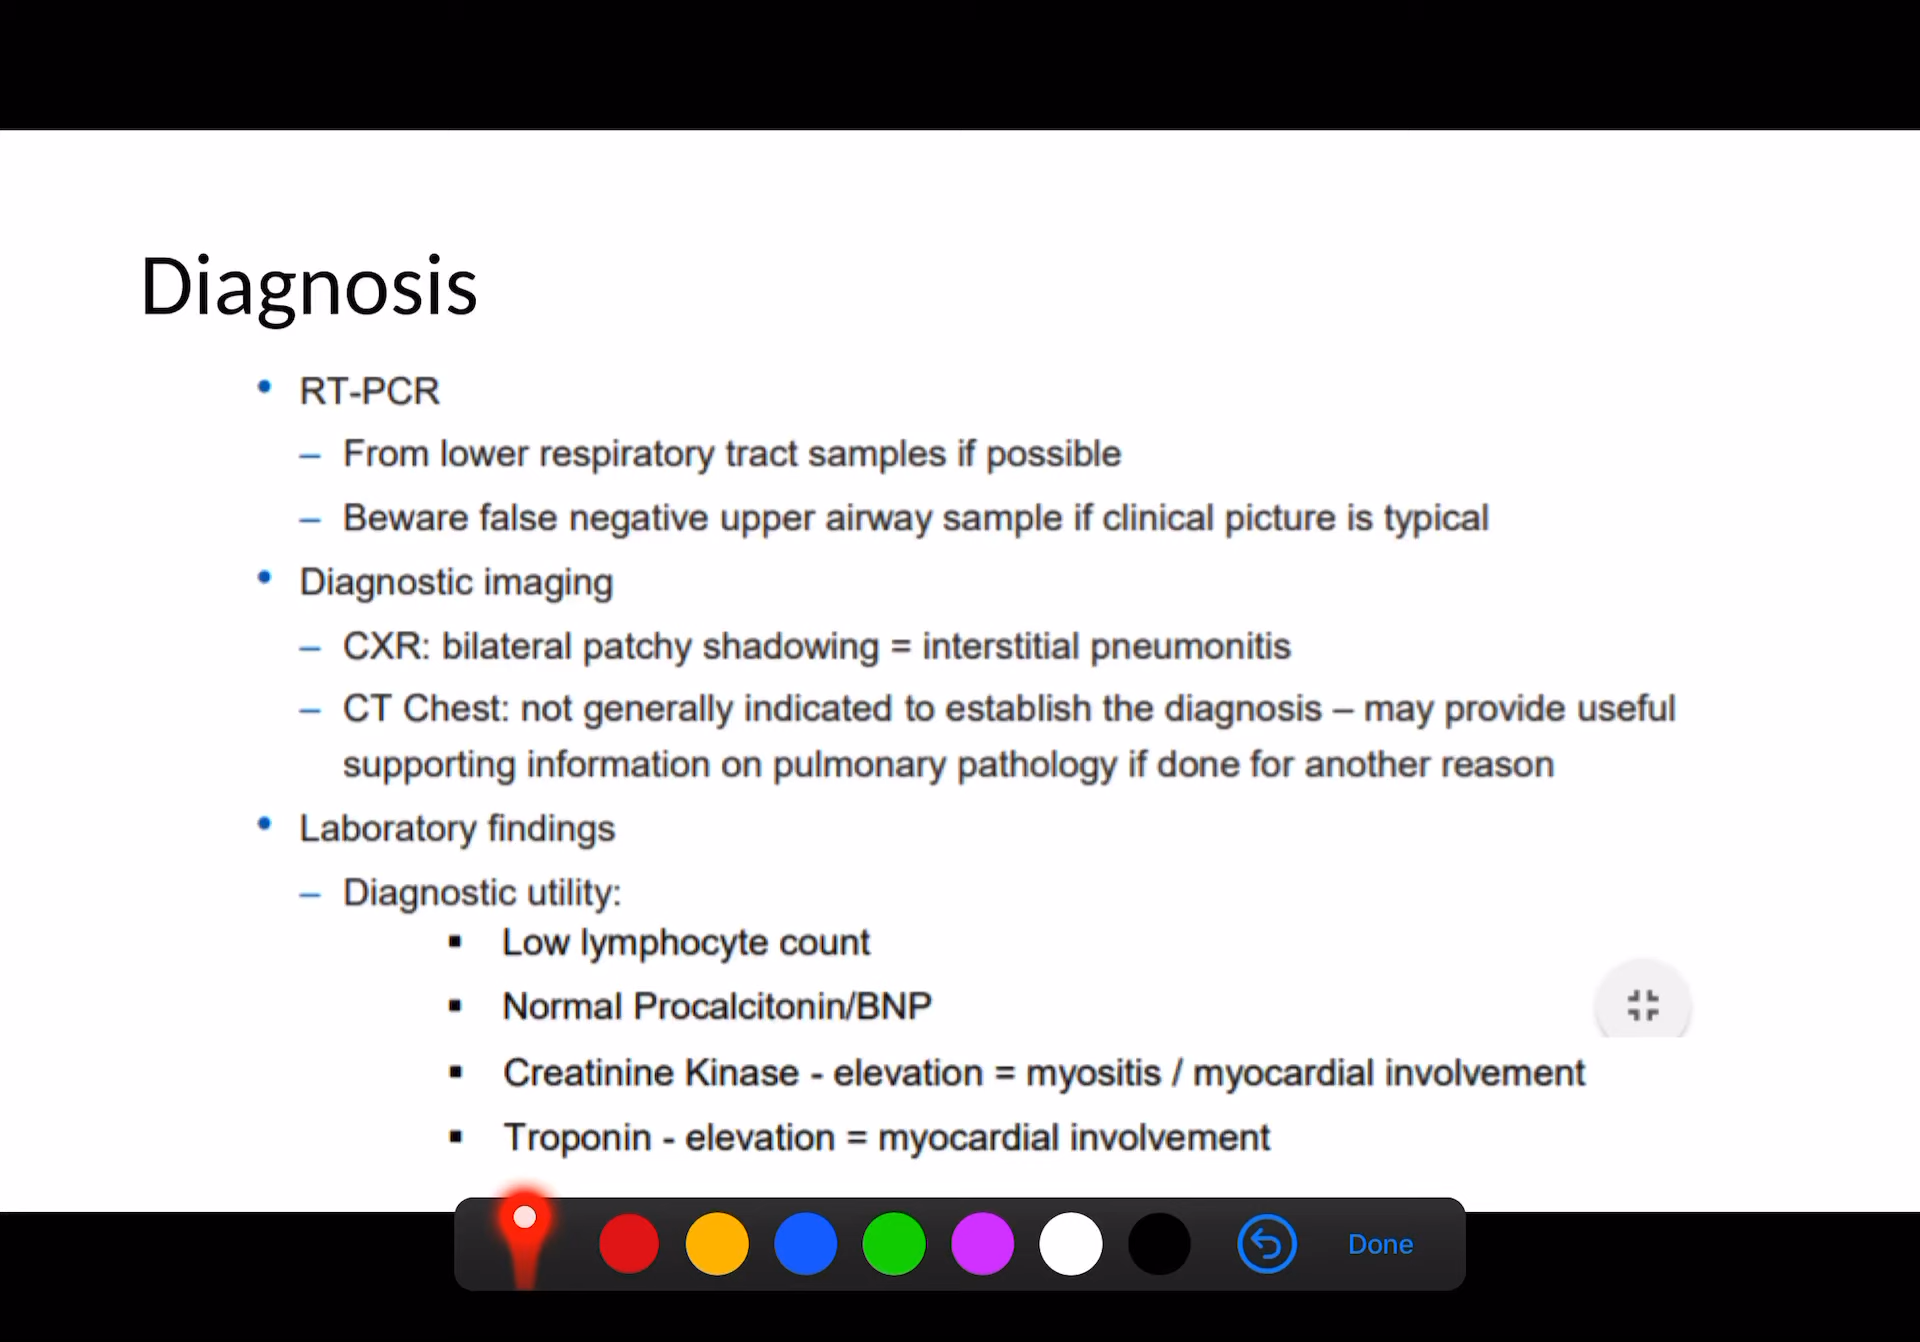 Diagnosis
• RT-PCR
– From lower respiratory tract samples if possible
– Beware false negative upper airway sample if clinical picture is typical
• Diagnostic imaging
– CXR: bilateral patchy shadowing = interstitial pneumonitis
– CT Chest: not generally indicated to establish the diagnosis – may provide useful
supporting information on pulmonary pathology if done for another reason
• Laboratory findings
– Diagnostic utility:
▪ Low lymphocyte count
▪ Normal Procalcitonin/BNP
▪ Creatinine Kinase - elevation = myositis / myocardial involvement
▪ Troponin - elevation = myocardial involvement
Done